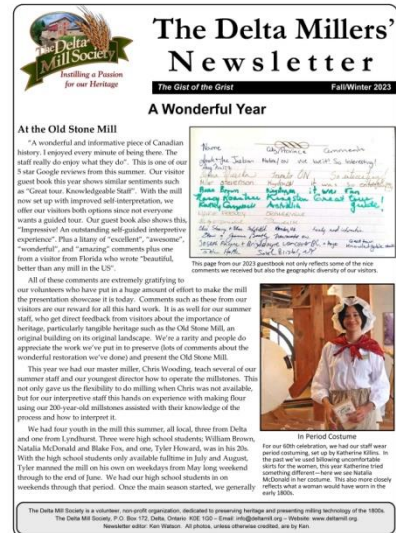 The Delta
Mill Society
Instilling a Passion
for our Heritage
The Delta Millers'
Newsletter
The Gist of the Grist
Fall/Winter 2023
A Wonderful Year
At the Old Stone Mill
"A wonderful and informative piece of Canadian
history. I enjoyed every minute of being there. The
staff really do enjoy what they do". This is one of our
5 star Google reviews from this summer. Our visitor
guest book this year shows similar sentiments such
as "Great tour. Knowledgeable Staff". With the mill
now set up with improved self-interpretation, we
offer our visitors both options since not everyone
wants a guided tour. Our guest book also shows this,
"Impressive! An outstanding self-guided interpretive
experience". Plus a litany of "excellent", "awesome",
"wonderful", and "amazing" comments plus one
from a visitor from Florida who wrote "beautiful,
better than any mill in the US".
All of these comments are extremely gratifying to
our volunteers who have put in a huge amount of effort to make the mill
the presentation showcase it is today. Comments such as these from our
visitors are our reward for all this hard work. It is as well for our summer
staff, who get direct feedback from visitors about the importance of
heritage, particularly tangible heritage such as the Old Stone Mill, an
original building on its original landscape. We're a rarity and people do
appreciate the work we've put in to preserve (lots of comments about the
wonderful restoration we've done) and present the Old Stone Mill.
This year we had our master miller, Chris Wooding, teach several of our
summer staff and our youngest director how to operate the millstones. This
not only gave us the flexibility to do milling when Chris was not available,
but for our interpretive staff this hands on experience with making flour
using our 200-year-old millstones assisted with their knowledge of the
process and how to interpret it.
We had four youth in the mill this summer, all local, three from Delta
and one from Lyndhurst. Three were high school students; William Brown,
Natalia McDonald and Blake Fox, and one, Tyler Howard, was in his 20s.
With the high school students only available fulltime in July and August,
Tyler manned the mill on his own on weekdays from May long weekend
through to the end of June. We had our high school students in on
weekends through that period. Once the main season started, we generally
Name
City/Province
Comments
This page from our 2023 guestbook not only reflects some of the nice
comments we received but also the geographic diversity of our visitors.
In Period Costume
For our 60th celebration, we had our staff wear
period costuming, set up by Katherine Killins. In
the past we've used billowing uncomfortable
skirts for the women, this year Katherine tried
something different—here we see Natalia
McDonald in her costume. This also more closely
reflects what a woman would have worn in the
early 1800s.
The Delta Mill Society is a volunteer, non-profit organization, dedicated to preserving heritage and presenting milling technology of the 1800s.
The Delta Mill Society, P.O. Box 172, Delta, Ontario K0E 1G0 – Email: info@deltamill.org – Website: www.deltamill.org.
Newsletter editor: Ken Watson. All photos, unless otherwise credited, are by Ken.